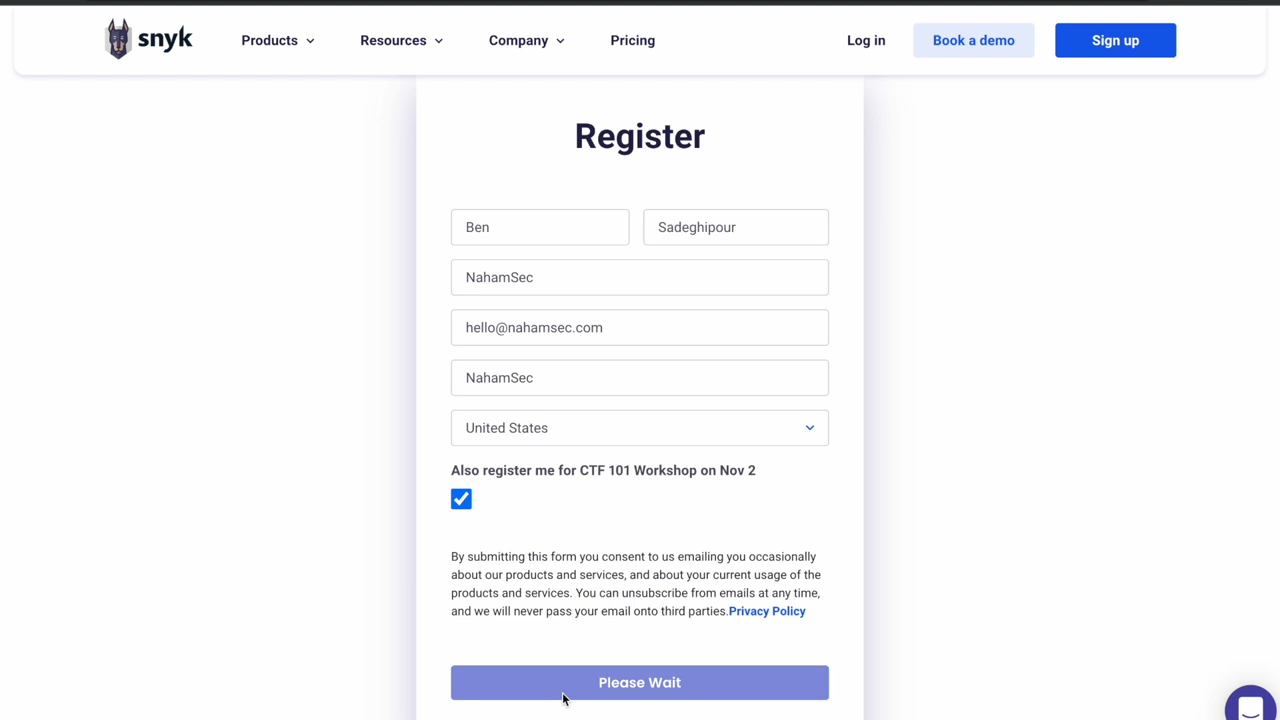 snyk
Products
Resources
Company
Pricing
Log in
Book a demo
Sign up
Register
Ben
Sadeghipour
NahamSec
hello@nahamsec.com
NahamSec
United States
Also register me for CTF 101 Workshop on Nov 2
By submitting this form you consent to us emailing you occasionally
about our products and services, and about your current usage of the
products and services. You can unsubscribe from emails at any time,
and we will never pass your email onto third parties.Privacy Policy
Please Wait